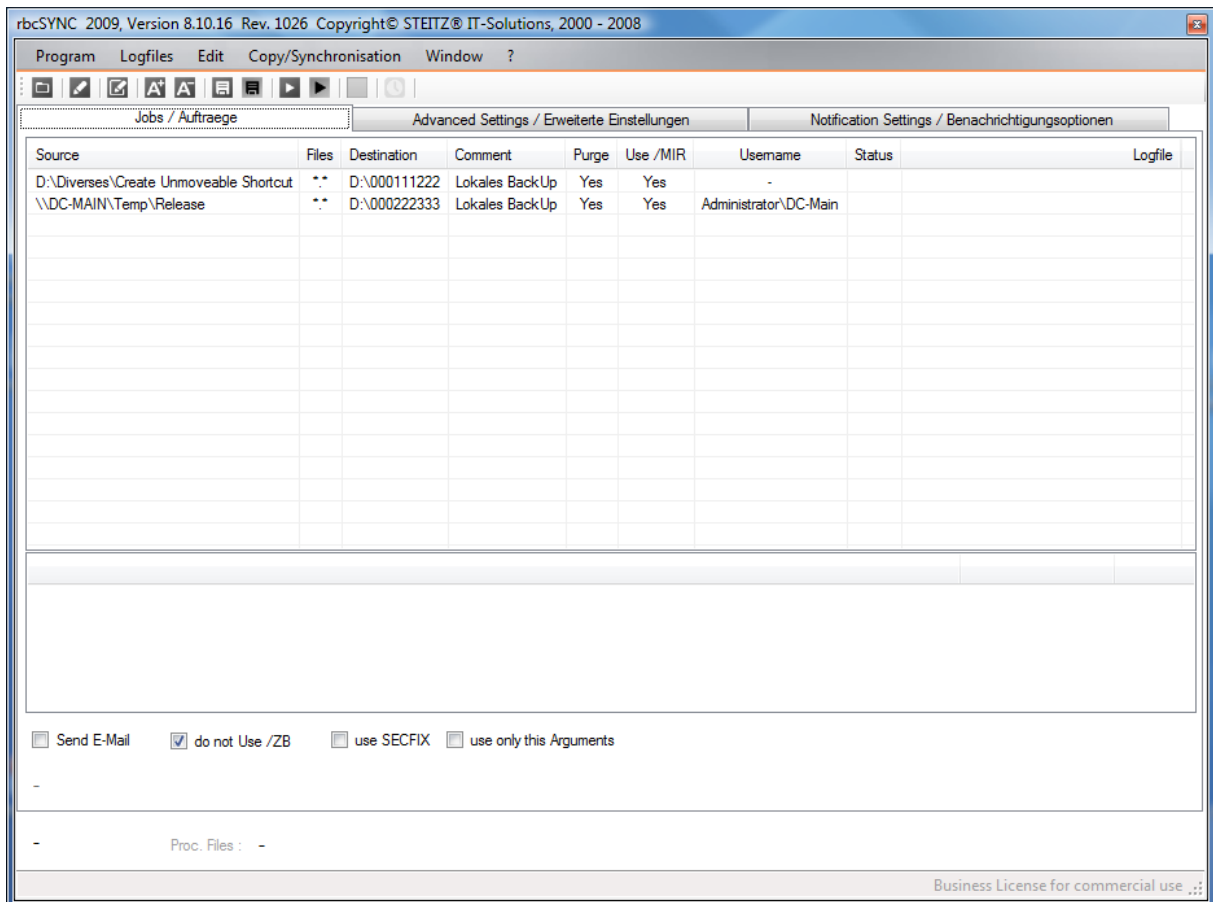 rbcSYNC 2009, Version 8.10.16 Rev. 1026 Copyright© STEITZ® IT-Solutions, 2000 - 2008
Program Logfiles Edit Copy/Synchronisation Window ?
Jobs / Auftraege Advanced Settings / Erweiterte Einstellungen Notification Settings / Benachrichtigungsoptionen
Source Files Destination Comment Purge Use /MIR Username Status Logfile
D:\Diverses\Create Unmoveable Shortcut *.* D:\000111222 Lokales BackUp Yes Yes -
\\DC-MAIN\Temp\Release *.* D:\000222333 Lokales BackUp Yes Yes Administrator\DC-Main
Send E-Mail do not Use /ZB use SECFIX use only this Arguments
-
- Proc. Files : -
Business License for commercial use